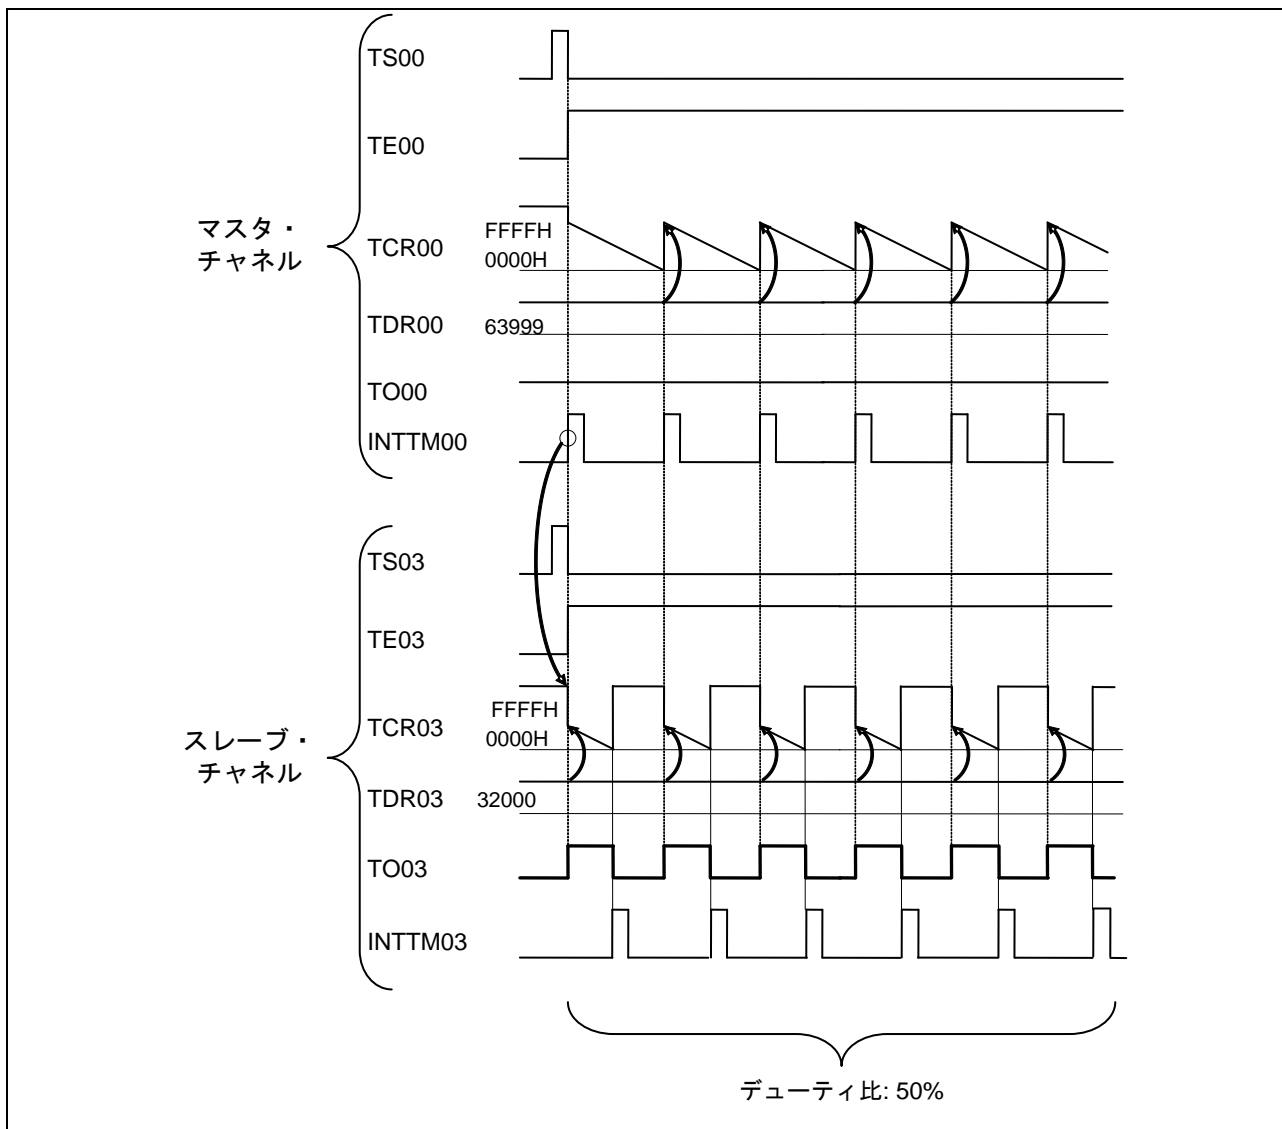 TS00
TE00
マスタ・
チャネル
TCR00
FFFFH
0000H
TDR00
63999
TO00
INTTM00
TS03
TE03
スレーブ・
チャネル
TCR03
FFFFH
0000H
TDR03
32000
TO03
INTTM03
デューティ比: 50%